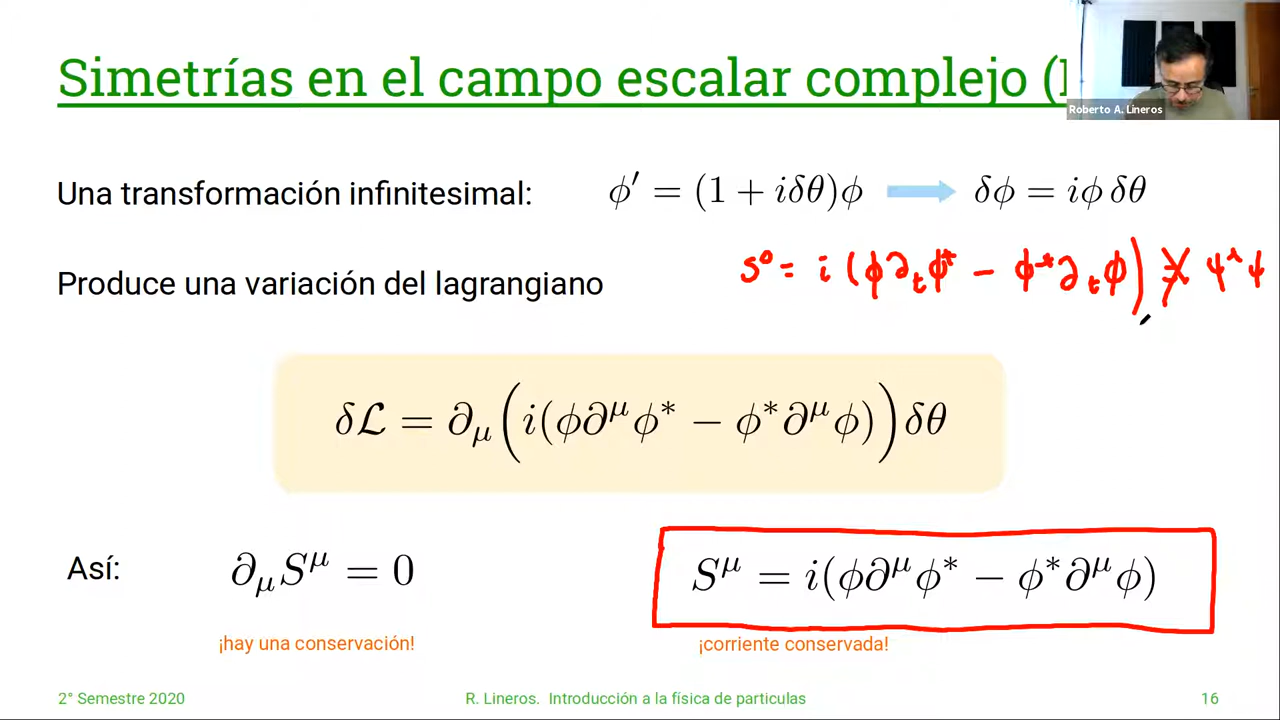 Simetrías en el campo escalar complejo (
Roberto A. Lineros
Una transformación infinitesimal: ϕ′ = (1 + iδθ)ϕ → δϕ = iϕ δθ
S⁰ = i (ϕ∂ₜϕ* − ϕ*∂ₜϕ) ≠ ψ*ψ
Produce una variación del lagrangiano
δℒ = ∂_μ(i(ϕ∂^μϕ* − ϕ*∂^μϕ))δθ
Así: ∂_μS^μ = 0 S^μ = i(ϕ∂^μϕ* − ϕ*∂^μϕ)
¡hay una conservación! ¡corriente conservada!
2° Semestre 2020 R. Lineros. Introducción a la física de particulas 16